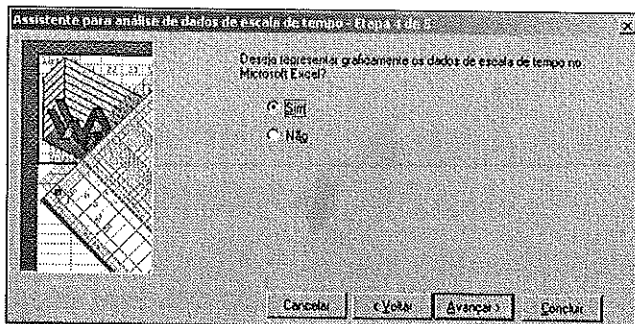 Assistente para análise de dados de escala de tempo - Etapa 4 de 5
Desejo representar graficamente os dados de escala de tempo no
Microsoft Excel?
Sim
Não
Cancelar
< Voltar
Avançar >
Concluir